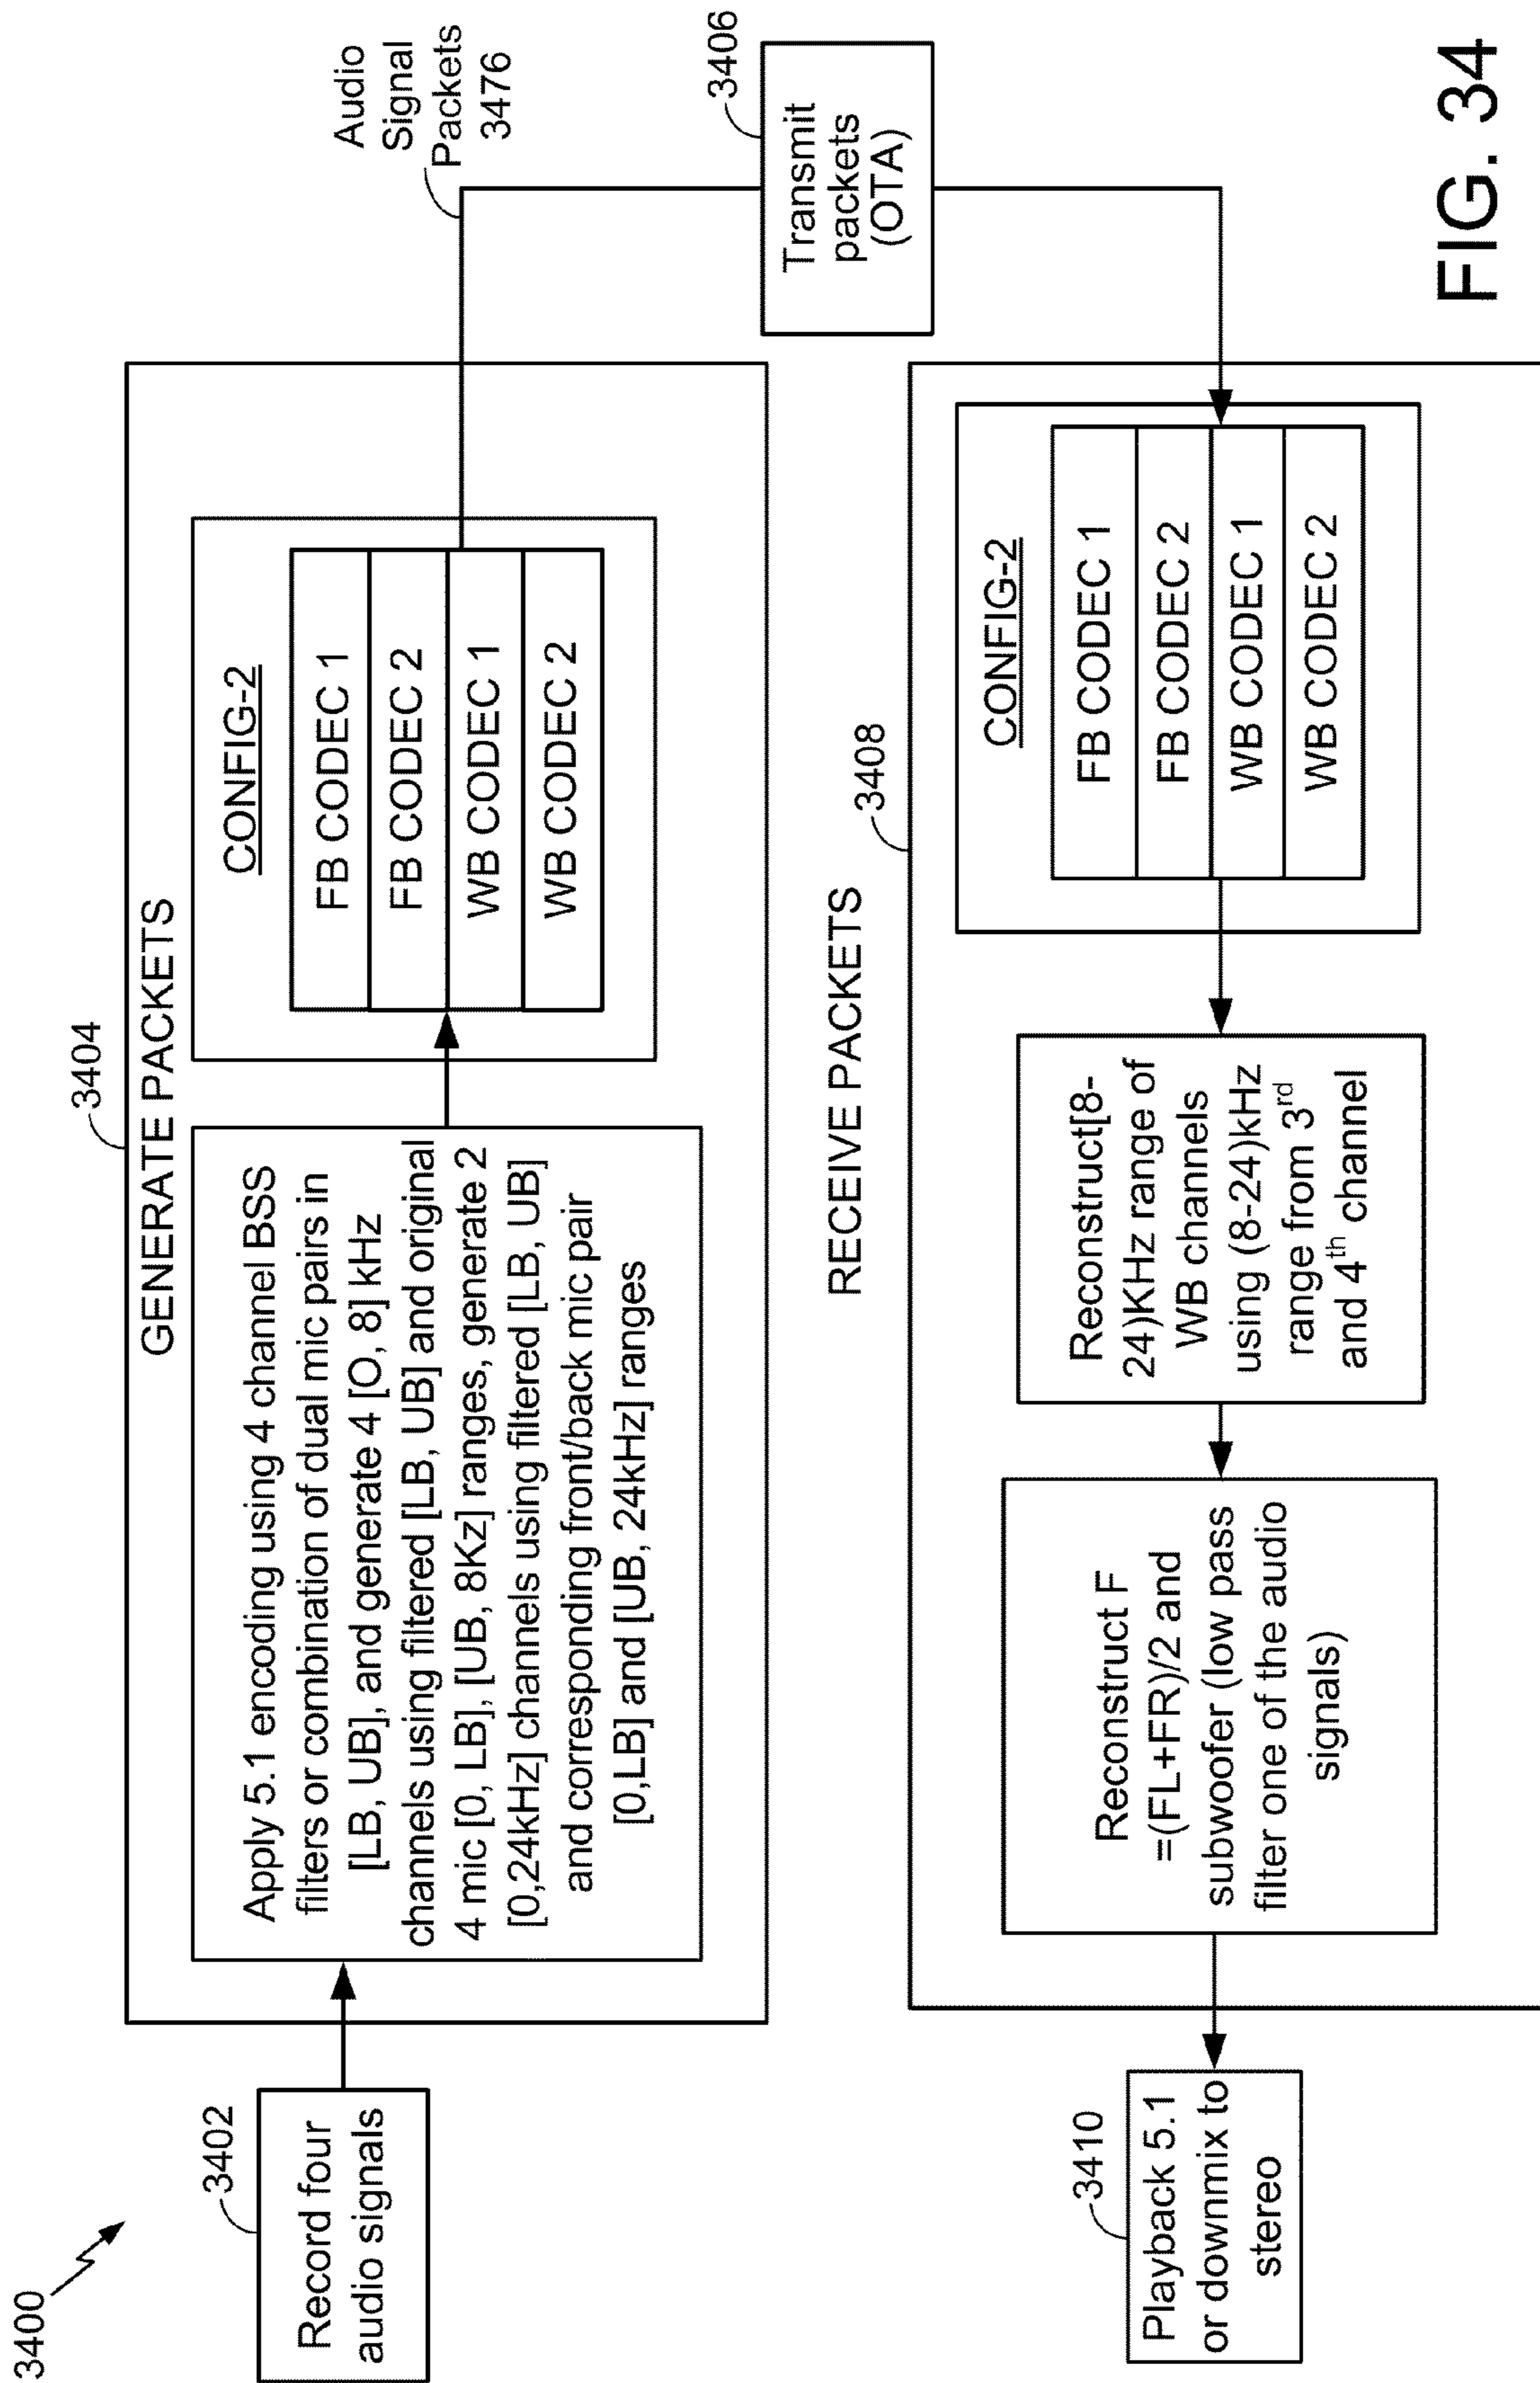 3400
3402
Record four
audio signals
3404
GENERATE PACKETS
Apply 5.1 encoding using 4 channel BSS
filters or combination of dual mic pairs in
[LB, UB], and generate 4 [O, 8] kHz
channels using filtered [LB, UB] and original
4 mic [0, LB], [UB, 8Kz] ranges, generate 2
[0,24kHz] channels using filtered [LB, UB]
and corresponding front/back mic pair
[0,LB] and [UB, 24kHz] ranges
CONFIG-2
FB CODEC 1
FB CODEC 2
WB CODEC 1
WB CODEC 2
Audio
Signal
Packets
3476
3406
Transmit
packets
(OTA)
3408
RECEIVE PACKETS
CONFIG-2
FB CODEC 1
FB CODEC 2
WB CODEC 1
WB CODEC 2
Reconstruct[8-
24)KHz range of
WB channels
using (8-24)kHz
range from 3rd
and 4th channel
Reconstruct F
=(FL+FR)/2 and
subwoofer (low pass
filter one of the audio
signals)
3410
Playback 5.1
or downmix to
stereo
FIG. 34